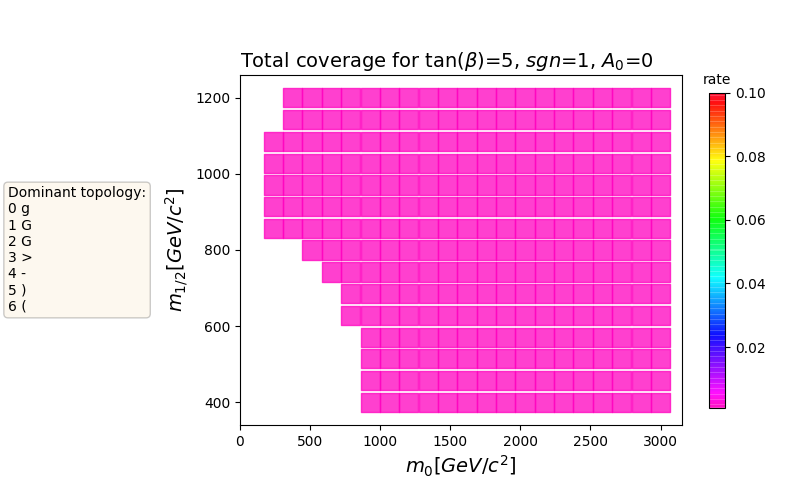 Total coverage for tan(β)=5, sgn=1, A₀=0
rate
Dominant topology:
0 g
1 G
2 G
3 >
4 -
5 )
6 (
m₁/₂[GeV/c²]
1200
1000
800
600
400
0 500 1000 1500 2000 2500 3000
m₀[GeV/c²]
0.10
0.08
0.06
0.04
0.02